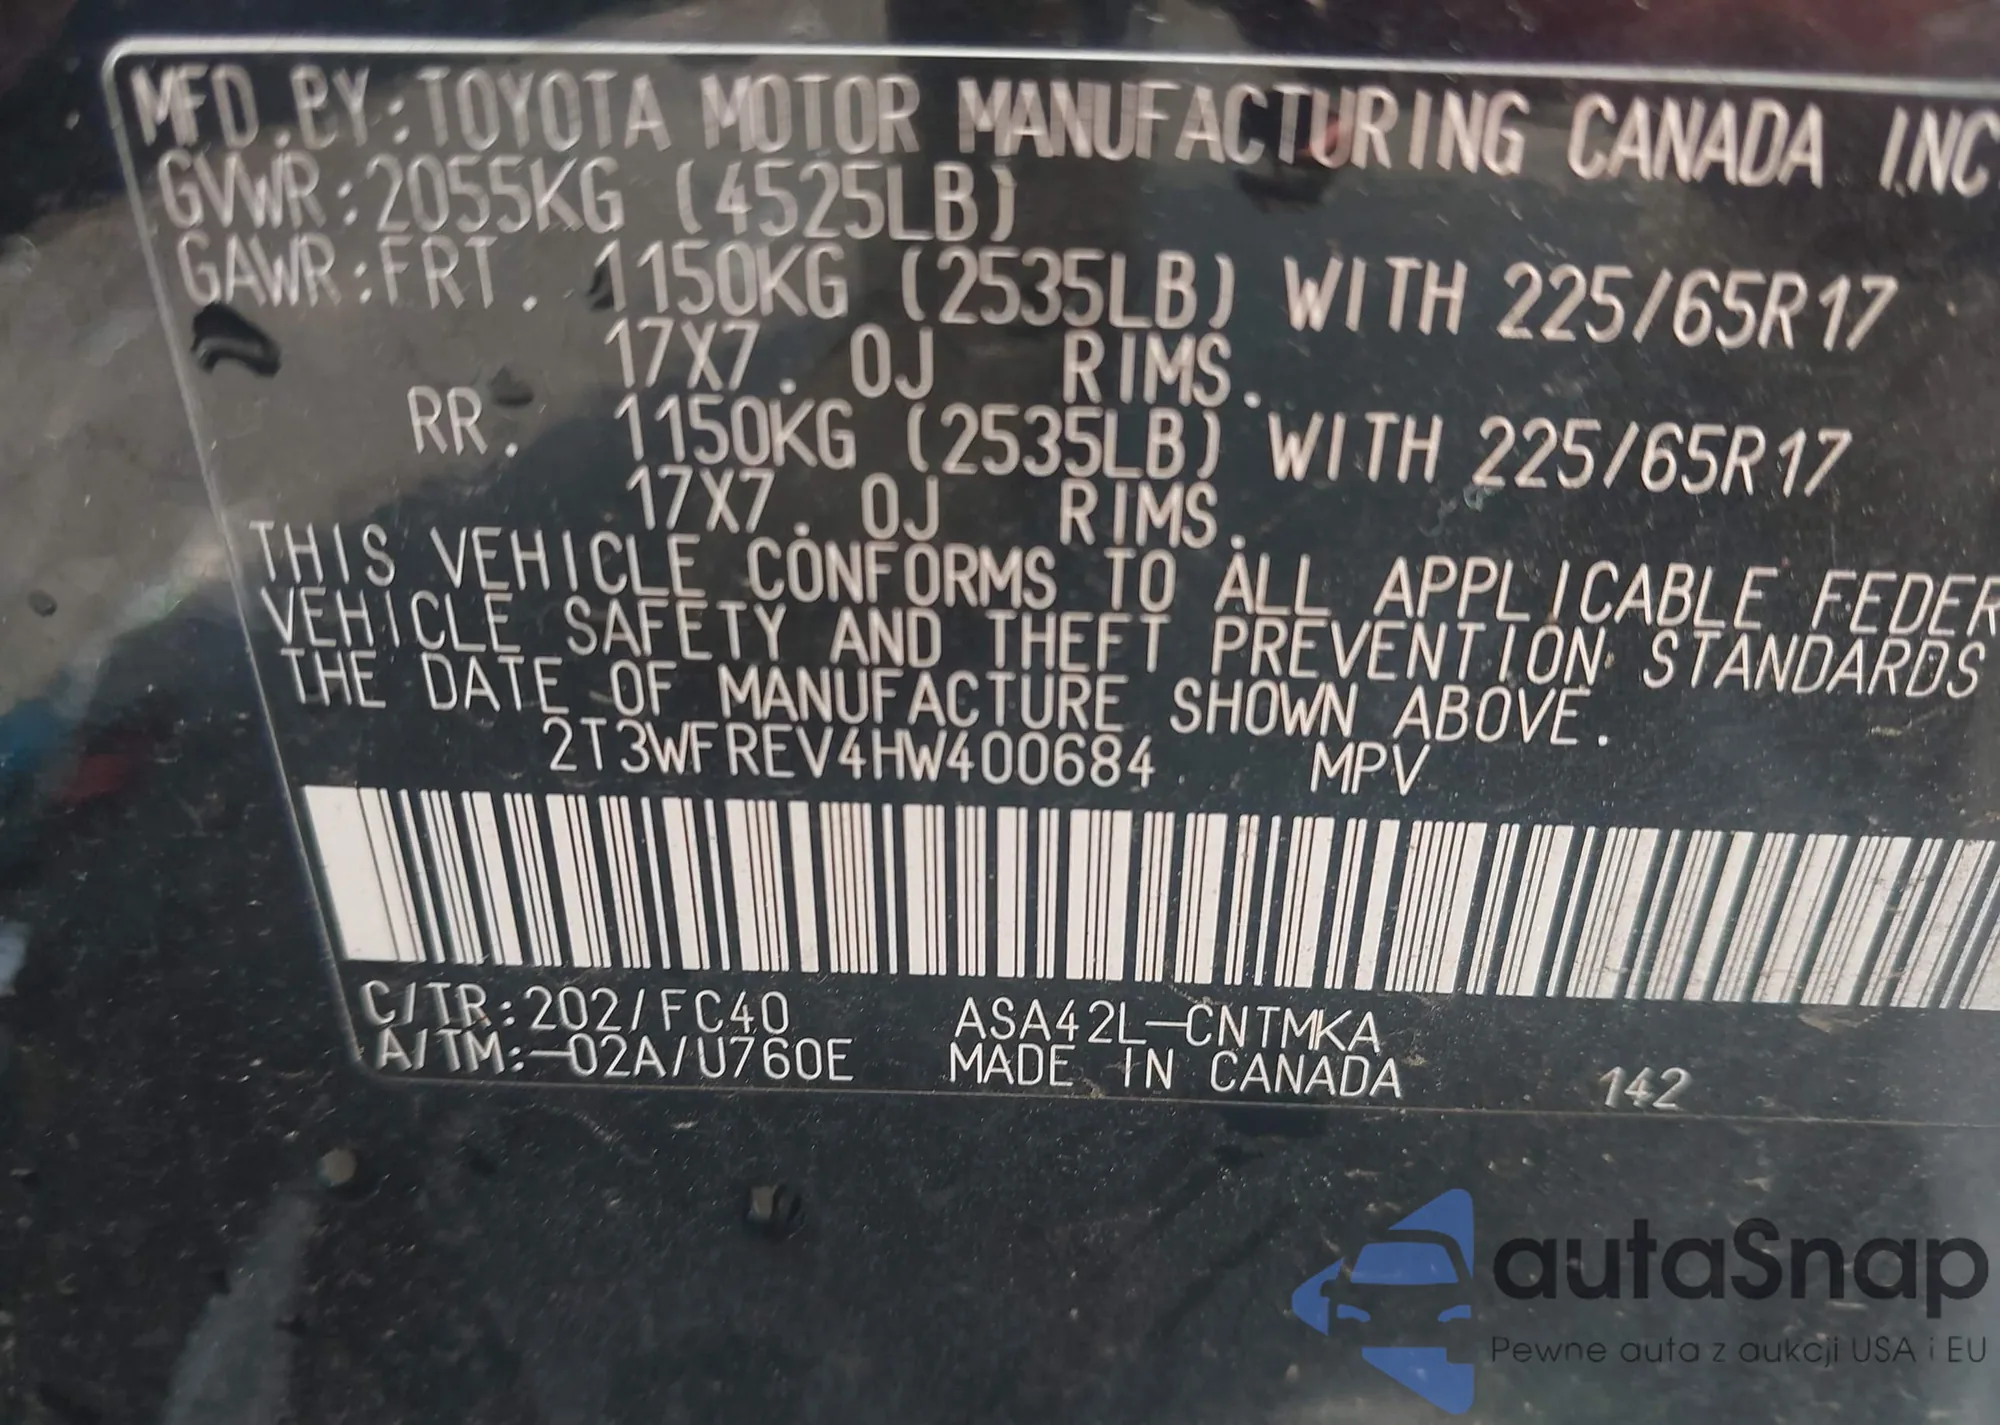 MFD.BY:TOYOTA MOTOR MANUFACTURING CANADA INC.
GVWR:2055KG (4525LB)
GAWR:FRT. 1150KG (2535LB) WITH 225/65R17
17X7.0J RIMS.
RR. 1150KG (2535LB) WITH 225/65R17
17X7.0J RIMS.
THIS VEHICLE CONFORMS TO ALL APPLICABLE FEDER
VEHICLE SAFETY AND THEFT PREVENTION STANDARDS
THE DATE OF MANUFACTURE SHOWN ABOVE.
2T3WFREV4HW400684 MPV
C/TR:202/FC40 ASA42L-CNTMKA
A/TM:-02A/U760E MADE IN CANADA 142
autaSnap
Pewne auta z aukcji USA i EU